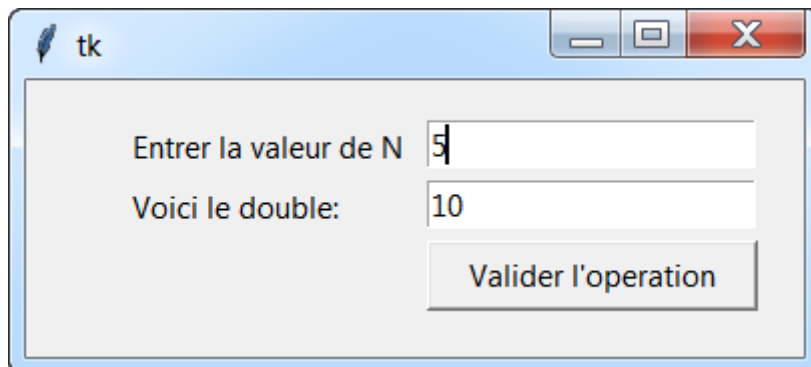 tk
Entrer la valeur de N 5
Voici le double: 10
Valider l'operation